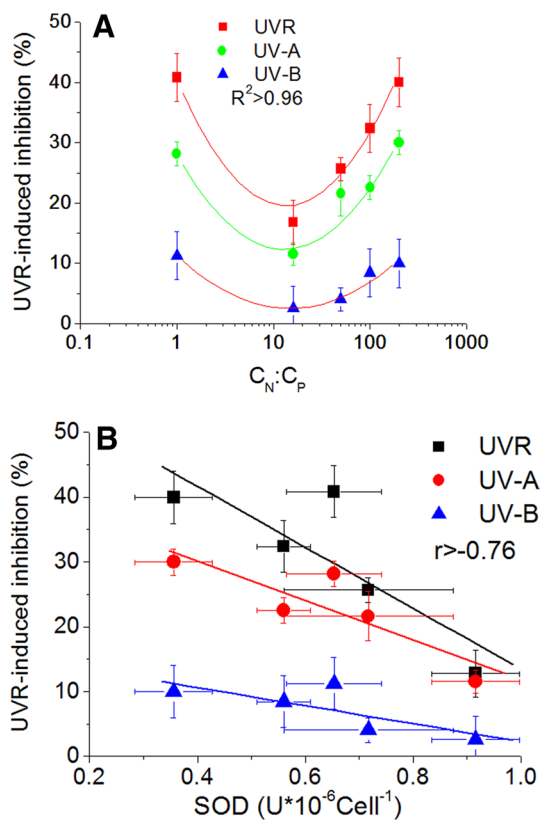 A
UVR
UV-A
UV-B
R²>0.96
UVR-induced inhibition (%)
50
40
30
20
10
0
0.1 1 10 100 1000
C_N:C_P
B
UVR
UV-A
UV-B
r>-0.76
UVR-induced inhibition (%)
50
40
30
20
10
0
0.2 0.4 0.6 0.8 1.0
SOD (U*10⁻⁶Cell⁻¹)